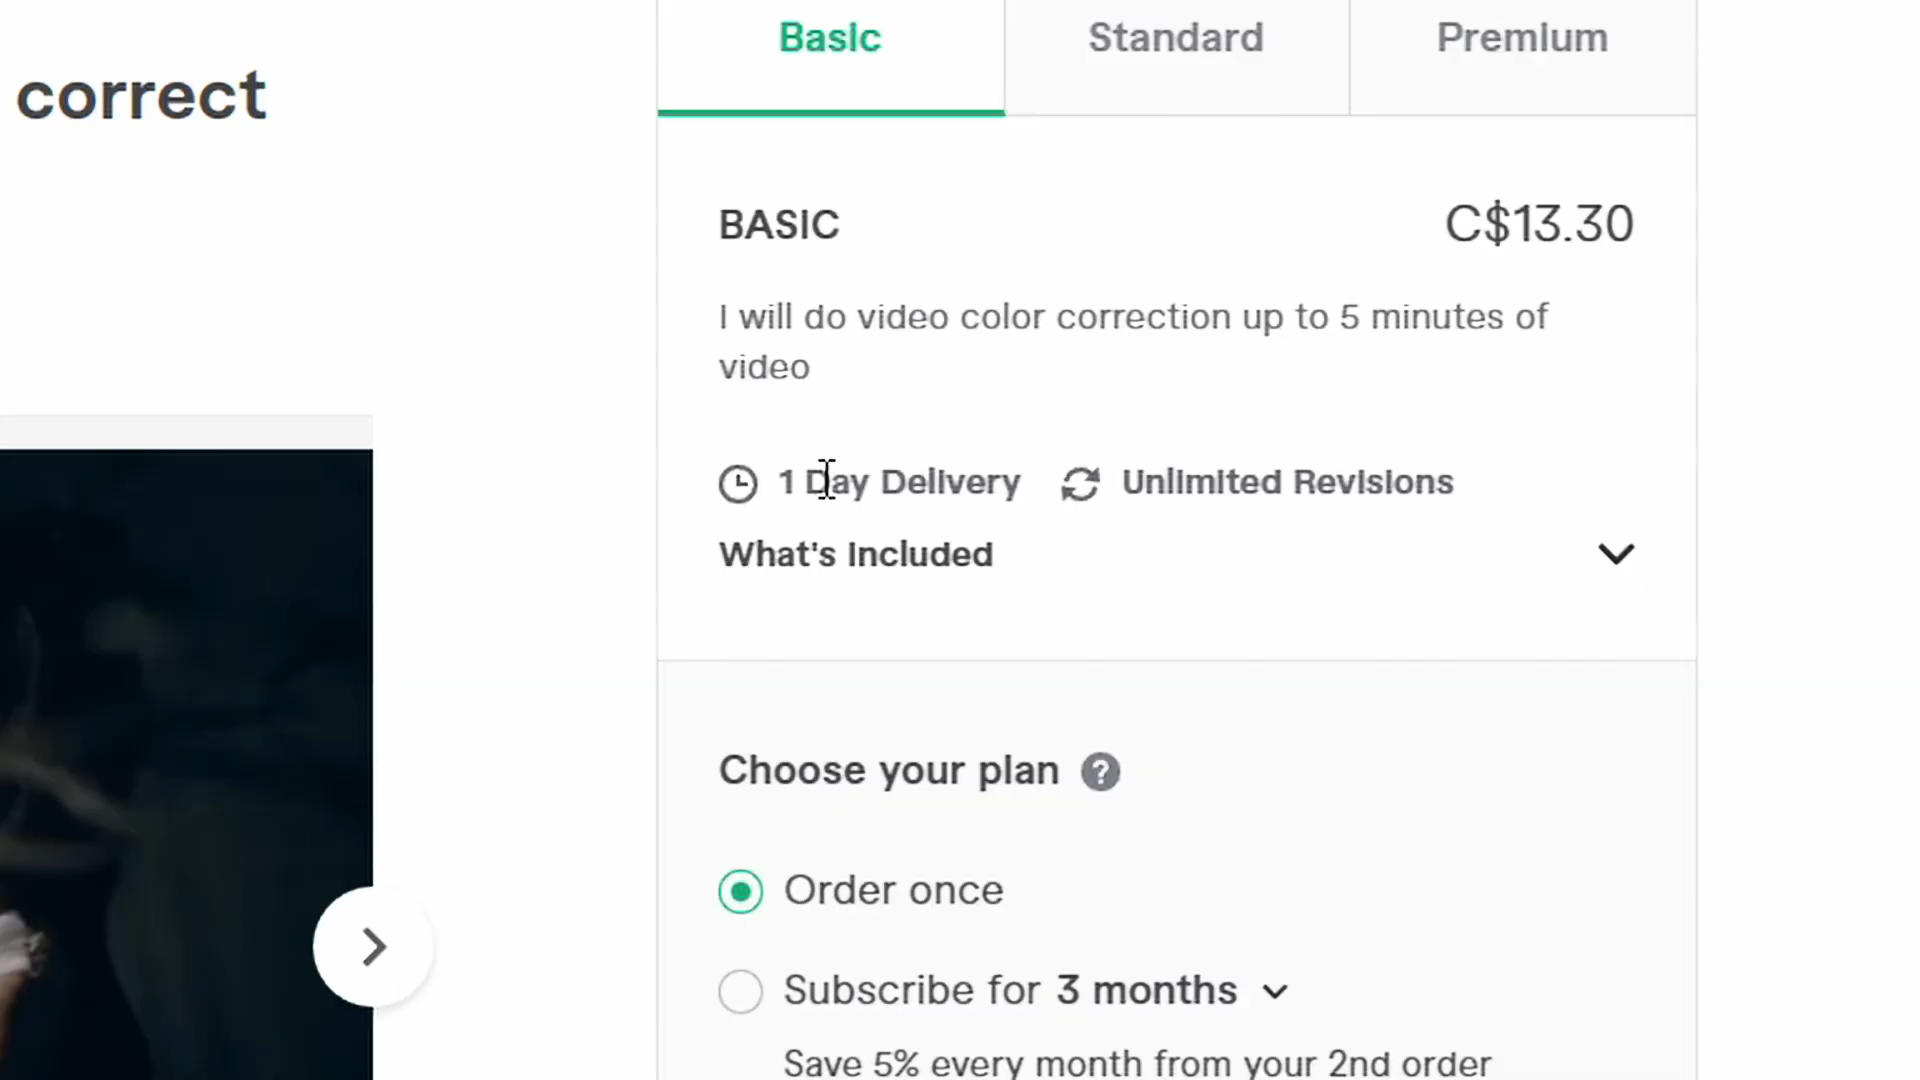 correct
Basic
Standard
Premium
BASIC
C$13.30
I will do video color correction up to 5 minutes of
video
1 Day Delivery
Unlimited Revisions
What's Included
Choose your plan ?
Order once
Subscribe for 3 months
Save 5% every month from your 2nd order